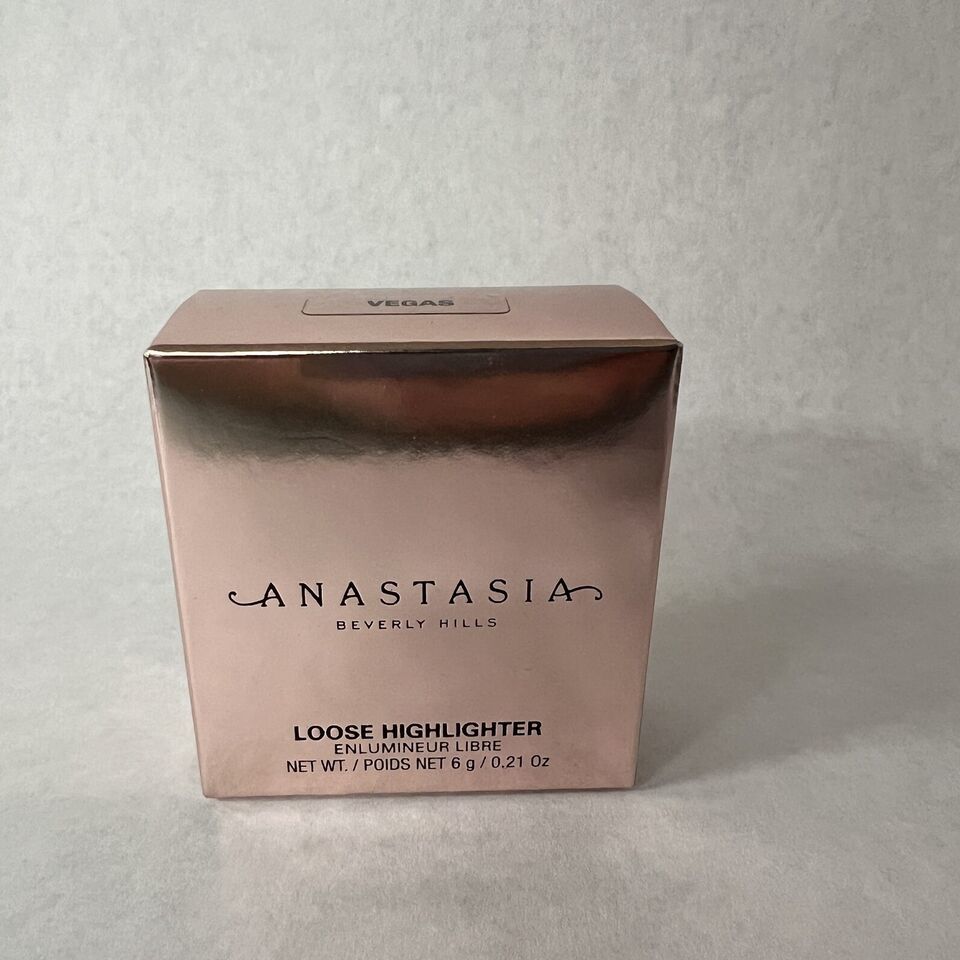 VEGAS
ANASTASIA
BEVERLY HILLS
LOOSE HIGHLIGHTER
ENLUMINEUR LIBRE
NET WT. / POIDS NET 6 g / 0.21 Oz